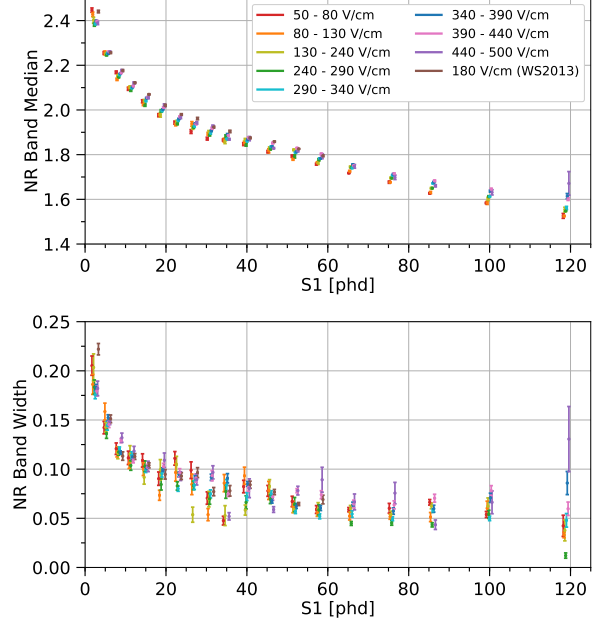 2.4
2.2
2.0
1.8
1.6
1.4
NR Band Median
50 - 80 V/cm
80 - 130 V/cm
130 - 240 V/cm
240 - 290 V/cm
290 - 340 V/cm
340 - 390 V/cm
390 - 440 V/cm
440 - 500 V/cm
180 V/cm (WS2013)
0 20 40 60 80 100 120
S1 [phd]
0.25
0.20
0.15
0.10
0.05
0.00
NR Band Width
0 20 40 60 80 100 120
S1 [phd]